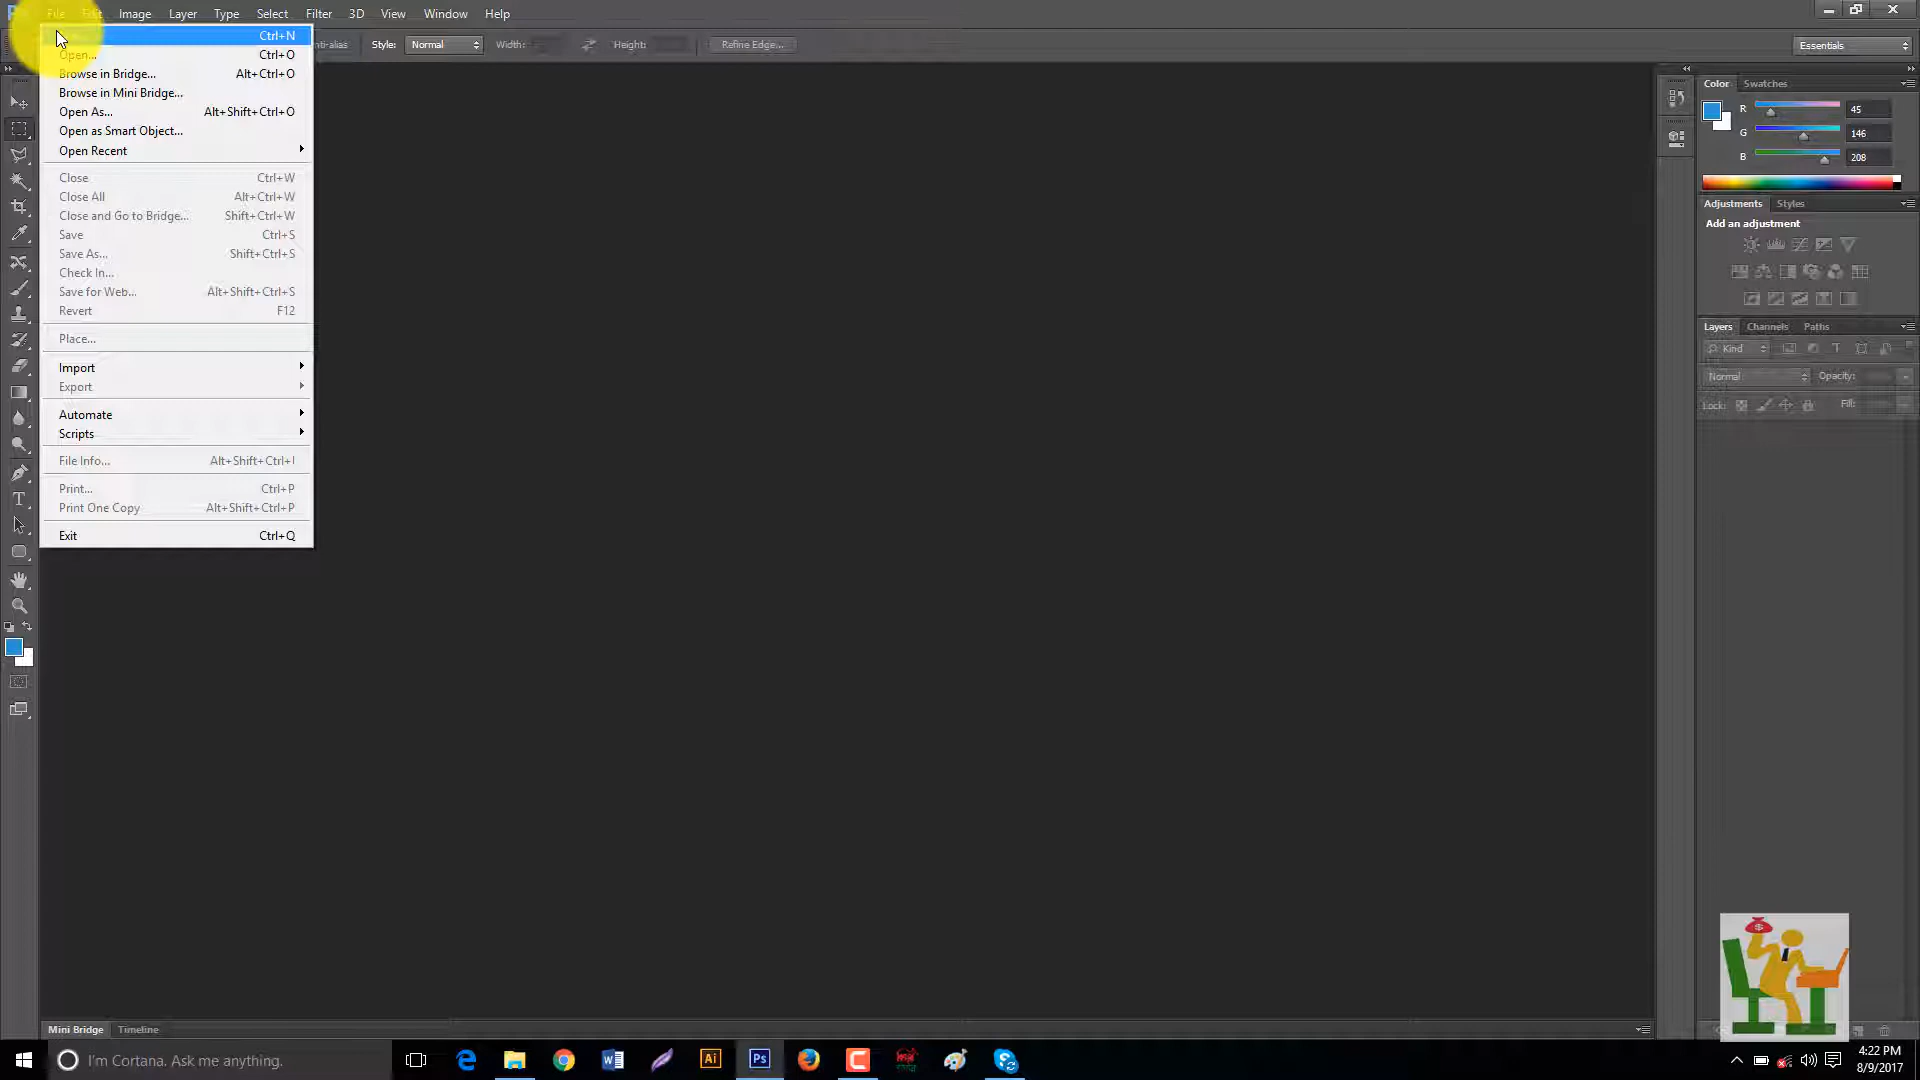 File Edit Image Layer Type Select Filter 3D View Window Help
Style: Normal Width: Height: Refine Edge... Essentials
Ctrl+N
Open... Ctrl+O
Browse in Bridge... Alt+Ctrl+O
Browse in Mini Bridge...
Open As... Alt+Shift+Ctrl+O
Open as Smart Object...
Open Recent
Close Ctrl+W
Close All Alt+Ctrl+W
Close and Go to Bridge... Shift+Ctrl+W
Save Ctrl+S
Save As... Shift+Ctrl+S
Check In...
Save for Web... Alt+Shift+Ctrl+S
Revert F12
Place...
Import
Export
Automate
Scripts
File Info... Alt+Shift+Ctrl+I
Print... Ctrl+P
Print One Copy Alt+Shift+Ctrl+P
Exit Ctrl+Q
Color Swatches
R 45
G 146
B 208
Adjustments Styles
Add an adjustment
Layers Channels Paths
Kind
Normal Opacity:
Lock: Fill:
Mini Bridge Timeline
I'm Cortana. Ask me anything.
Ai
Ps
4:22 PM
8/9/2017